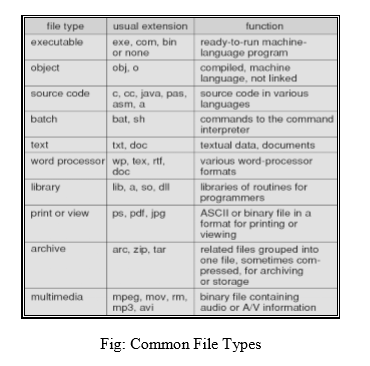 file type usual extension function
executable exe, com, bin ready-to-run machine-
or none language program
object obj, o compiled, machine
language, not linked
source code c, cc, java, pas, source code in various
asm, a languages
batch bat, sh commands to the command
interpreter
text txt, doc textual data, documents
word processor wp, tex, rtf, various word-processor
doc formats
library lib, a, so, dll libraries of routines for
programmers
print or view ps, pdf, jpg ASCII or binary file in a
format for printing or
viewing
archive arc, zip, tar related files grouped into
one file, sometimes com-
pressed, for archiving
or storage
multimedia mpeg, mov, rm, binary file containing
mp3, avi audio or A/V information
Fig: Common File Types